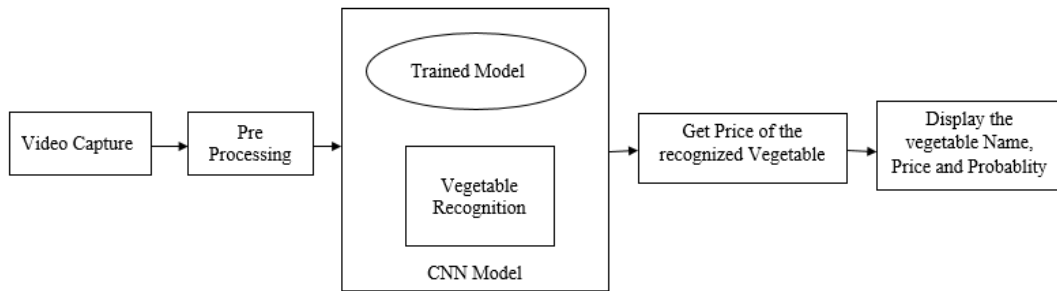 Video Capture
Pre
Processing
Trained Model
Vegetable
Recognition
CNN Model
Get Price of the
recognized Vegetable
Display the
vegetable Name,
Price and Probablity